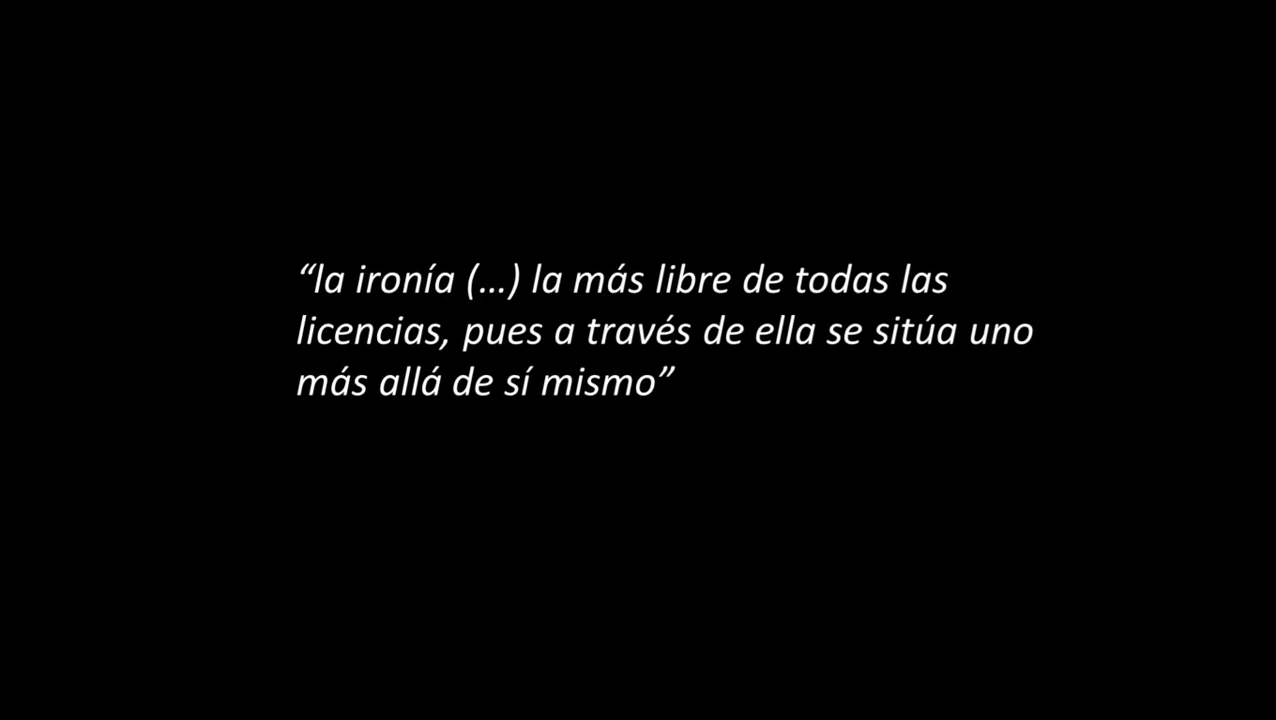 “la ironía (…) la más libre de todas las
licencias, pues a través de ella se sitúa uno
más allá de sí mismo”